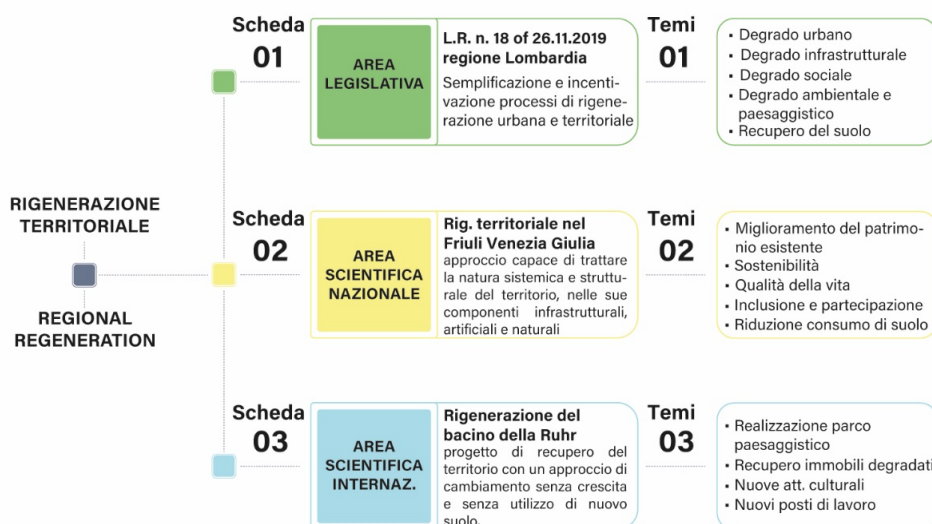 RIGENERAZIONE
TERRITORIALE
REGIONAL
REGENERATION
Scheda
01
AREA
LEGISLATIVA
L.R. n. 18 of 26.11.2019
regione Lombardia
Semplificazione e incenti-
vazione processi di rigene-
razione urbana e territoriale
Temi
01
• Degrado urbano
• Degrado infrastrutturale
• Degrado sociale
• Degrado ambientale e
paesaggistico
• Recupero del suolo
Scheda
02
AREA
SCIENTIFICA
NAZIONALE
Rig. territoriale nel
Friuli Venezia Giulia
approccio capace di trattare
la natura sistemica e struttu-
rale del territorio, nelle sue
componenti infrastrutturali,
artificiali e naturali
Temi
02
• Miglioramento del patrimo-
nio esistente
• Sostenibilità
• Qualità della vita
• Inclusione e partecipazione
• Riduzione consumo di suolo
Scheda
03
AREA
SCIENTIFICA
INTERNAZ.
Rigenerazione del
bacino della Ruhr
progetto di recupero del
territorio con un approccio di
cambiamento senza crescita
e senza utilizzo di nuovo
suolo.
Temi
03
• Realizzazione parco
paesaggistico
• Recupero immobili degradati
• Nuove att. culturali
• Nuovi posti di lavoro